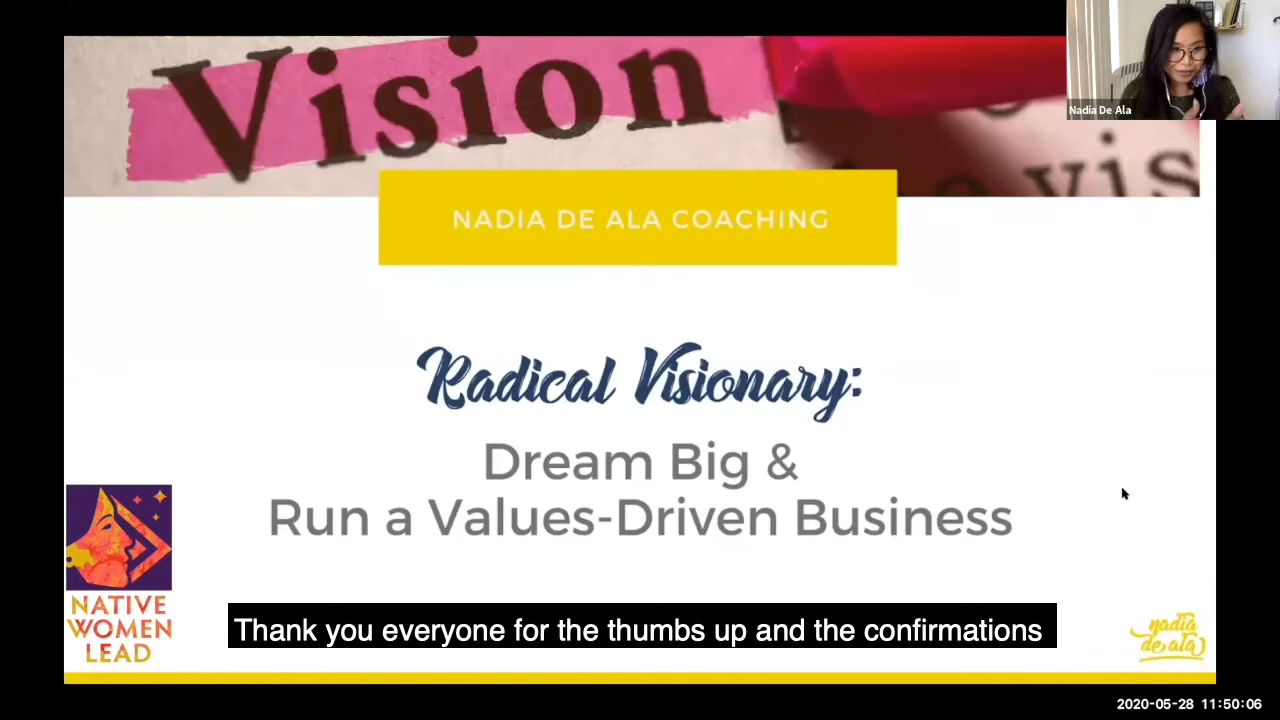 Vision
Nadia De Ala
vis
NADIA DE ALA COACHING
Radical Visionary:
Dream Big &
Run a Values-Driven Business
NATIVE
WOMEN
LEAD
Thank you everyone for the thumbs up and the confirmations
nadia
de ala
2020-05-28 11:50:06